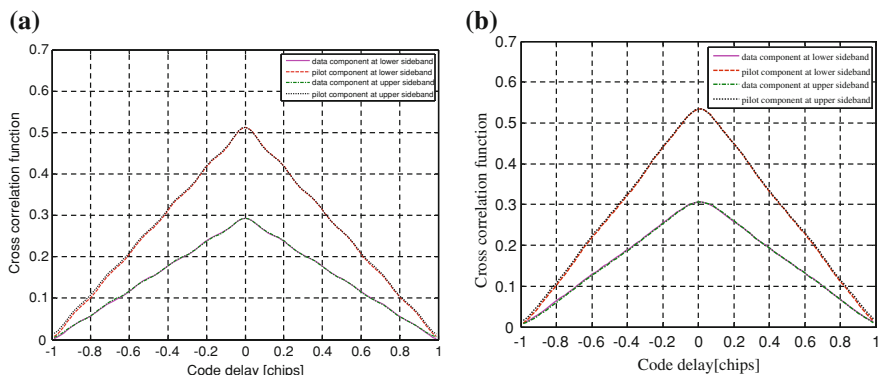 (a)
0.7
0.6
0.5
0.4
0.3
0.2
0.1
0
Cross correlation function
data component at lower sideband
pilot component at lower sideband
data component at upper sideband
pilot component at upper sideband
-1 -0.8 -0.6 -0.4 -0.2 0 0.2 0.4 0.6 0.8 1
Code delay [chips]
(b)
0.7
0.6
0.5
0.4
0.3
0.2
0.1
0
Cross correlation function
data component at lower sideband
pilot component at lower sideband
data component at upper sideband
pilot component at upper sideband
-1 -0.8 -0.6 -0.4 -0.2 0 0.2 0.4 0.6 0.8 1
Code delay[chips]